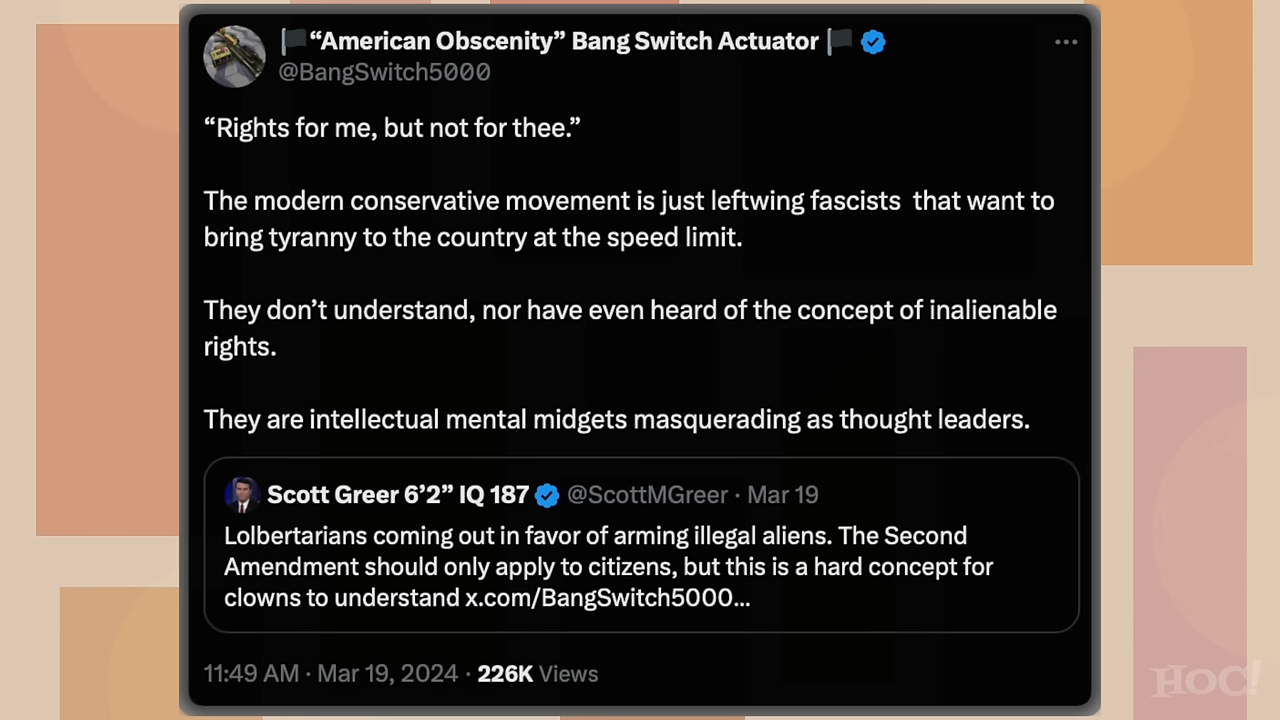 🏴“American Obscenity” Bang Switch Actuator🏴
@BangSwitch5000
“Rights for me, but not for thee.”
The modern conservative movement is just leftwing fascists  that want to
bring tyranny to the country at the speed limit.
They don’t understand, nor have even heard of the concept of inalienable
rights.
They are intellectual mental midgets masquerading as thought leaders.
Scott Greer 6’2” IQ 187 @ScottMGreer · Mar 19
Lolbertarians coming out in favor of arming illegal aliens. The Second
Amendment should only apply to citizens, but this is a hard concept for
clowns to understand x.com/BangSwitch5000...
11:49 AM · Mar 19, 2024 · 226K Views
HOC!